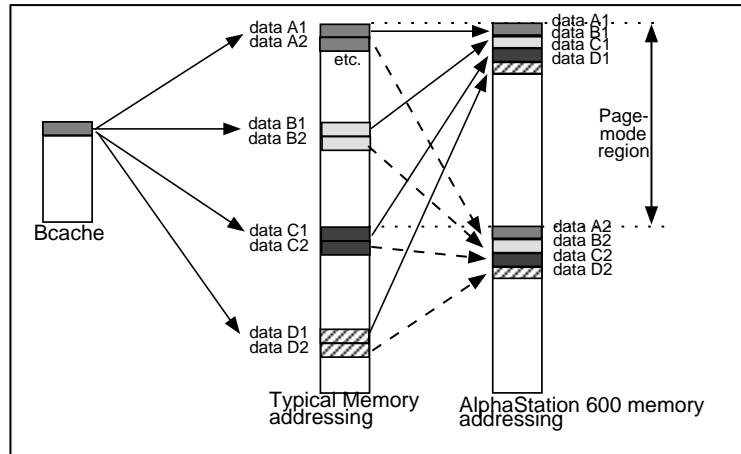 data A1
data A2
etc.
data B1
data B2
data C1
data C2
data D1
data D2
Bcache
Typical Memory
addressing
data A1
data B1
data C1
data D1
Page-
mode
region
data A2
data B2
data C2
data D2
AlphaStation 600 memory
addressing